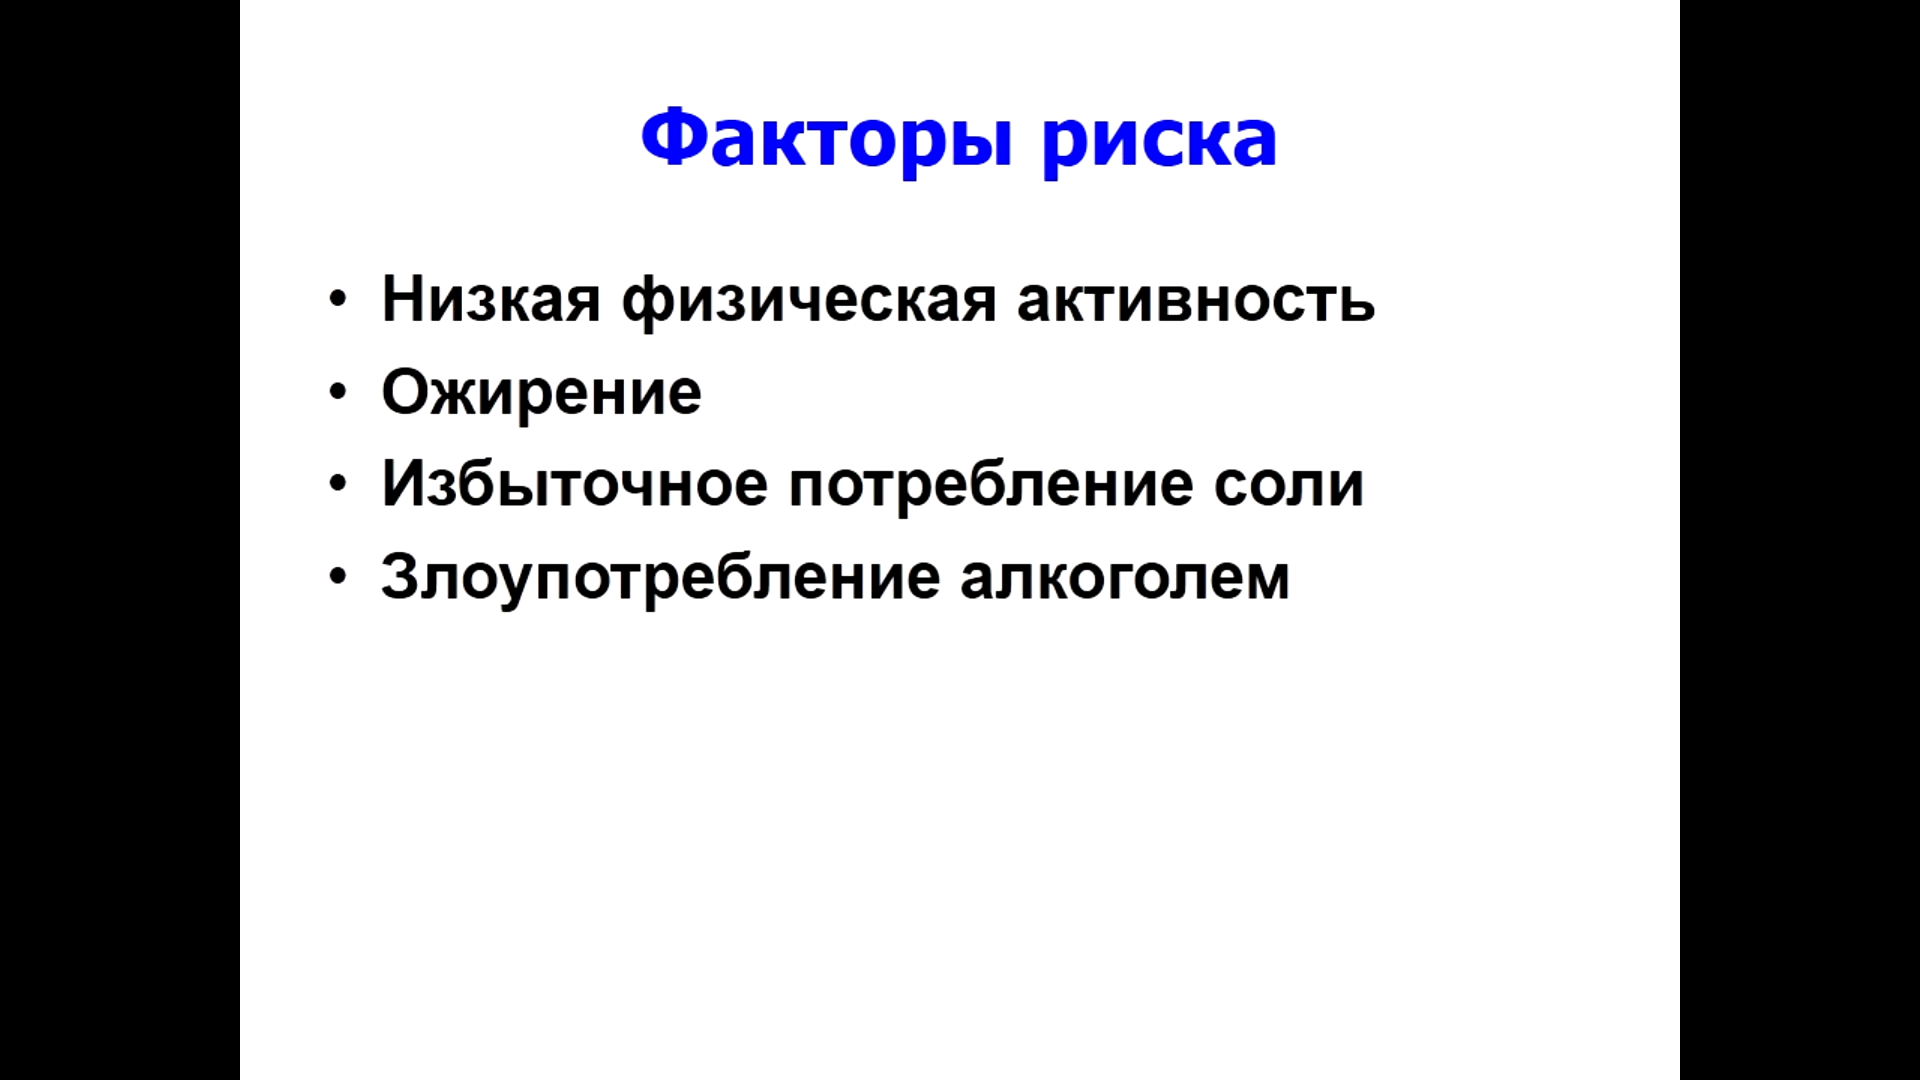 Факторы риска
• Низкая физическая активность
• Ожирение
• Избыточное потребление соли
• Злоупотребление алкоголем